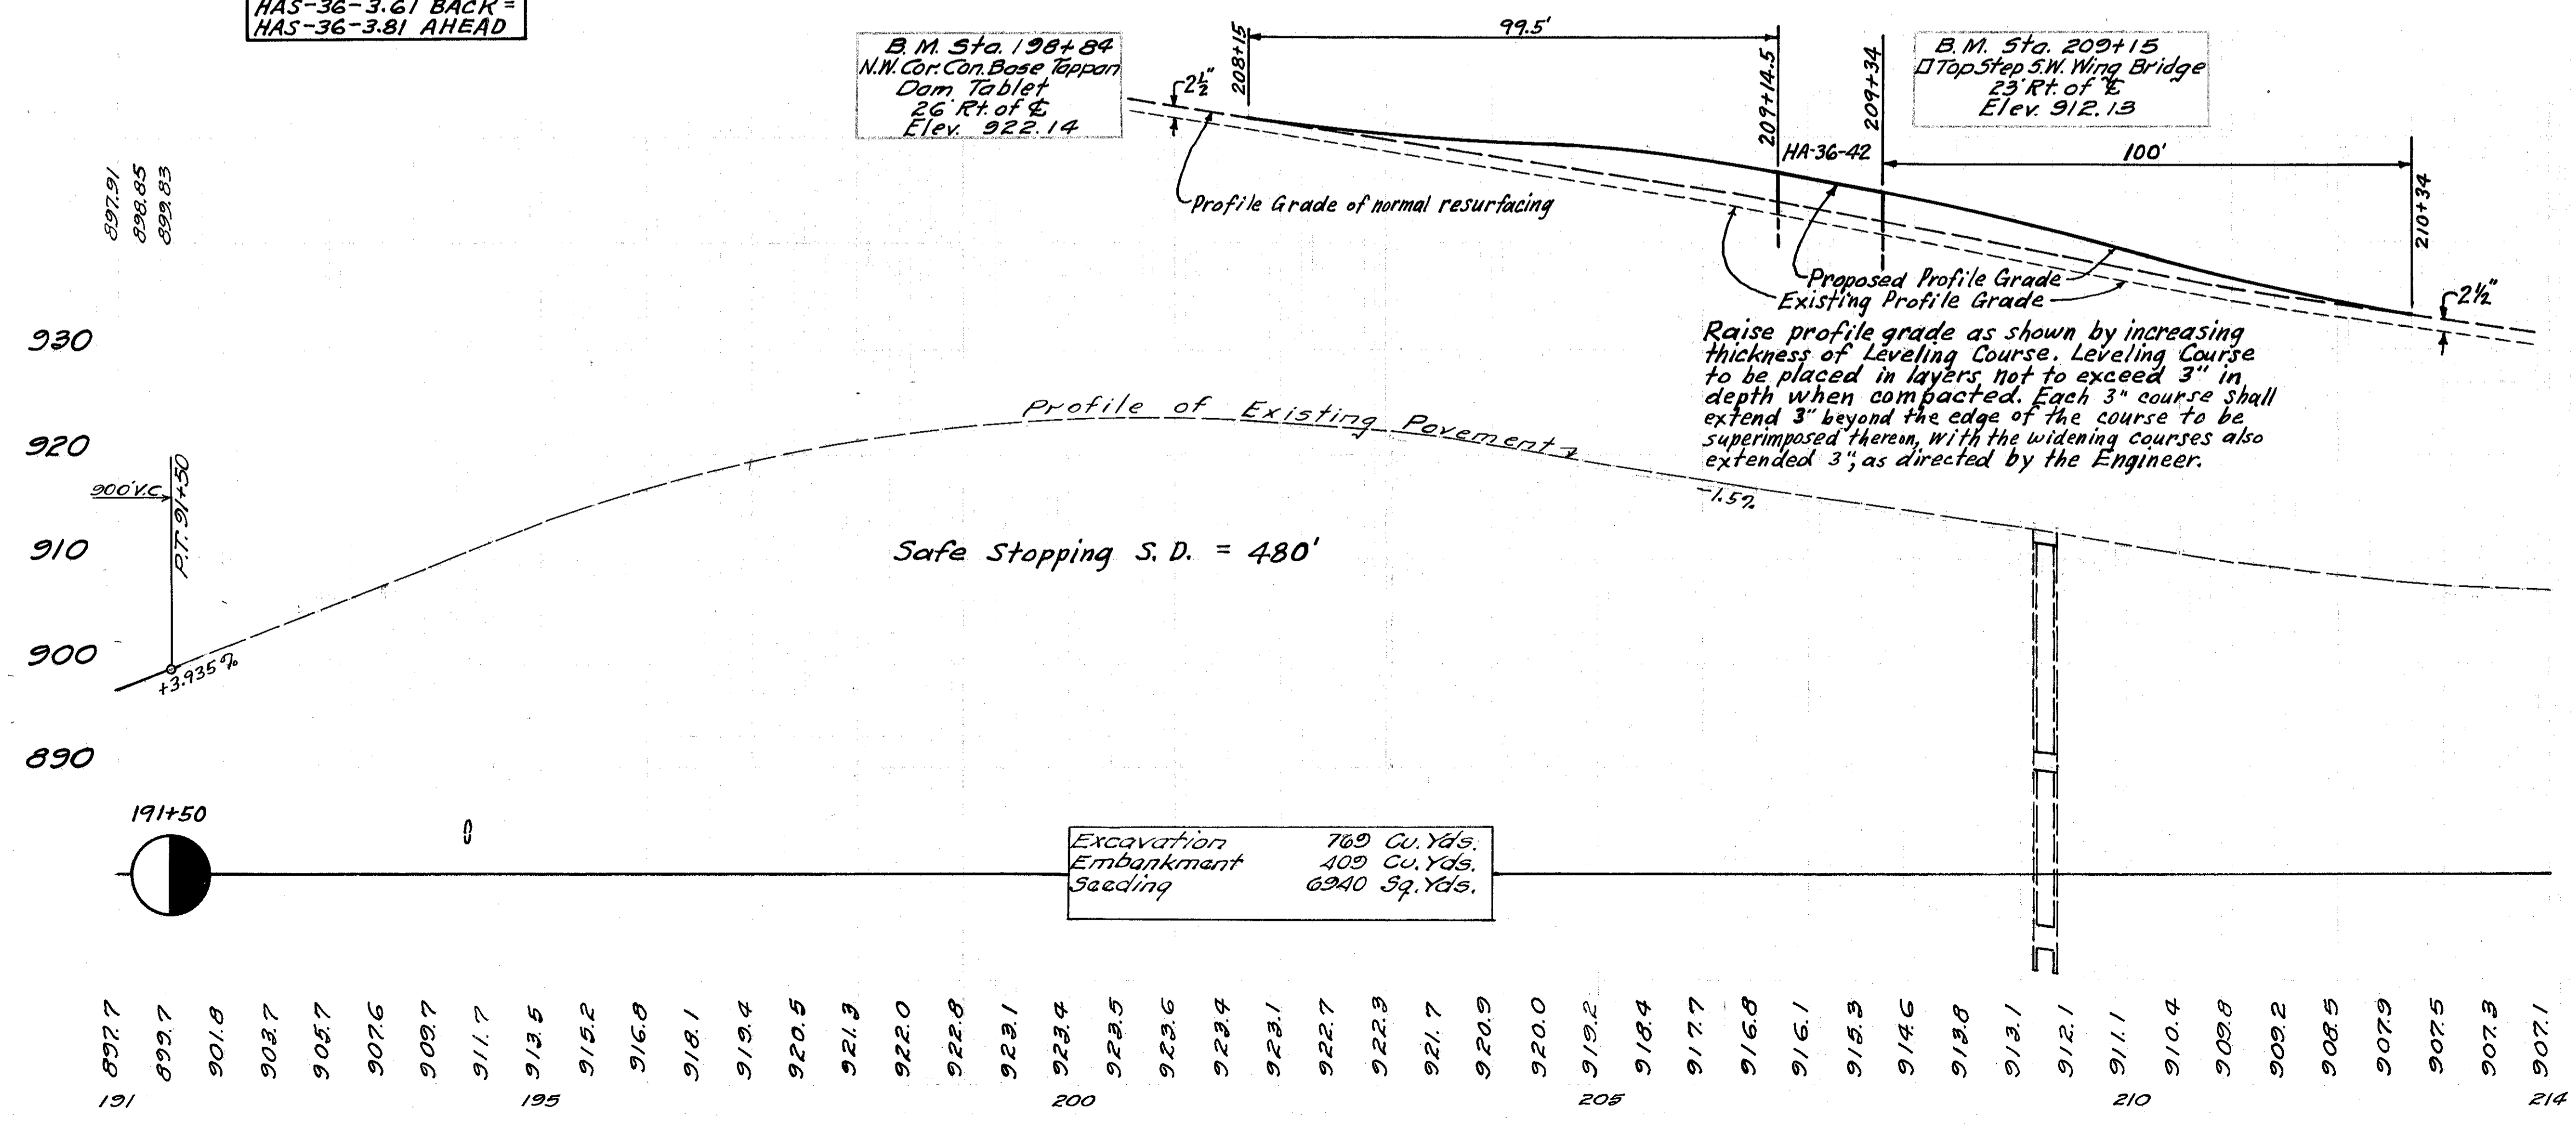 HAS-36-3.61 BACK =
HAS-36-3.81 AHEAD
B.M. Sta. 198+84
N.W. Cor. Con. Base Tappan
Dam Tablet
26' Rt. of ℄
Elev. 922.14
2½"
208+15
99.5'
209+14.5
HA-36-42
209+34
B.M. Sta. 209+15
□ Top Step S.W. Wing Bridge
23' Rt. of ℄
Elev. 912.13
100'
210+34
2½"
Profile Grade of normal resurfacing
Proposed Profile Grade
Existing Profile Grade
Raise profile grade as shown by increasing
thickness of Leveling Course. Leveling Course
to be placed in layers not to exceed 3" in
depth when compacted. Each 3" course shall
extend 3" beyond the edge of the course to be
superimposed thereon, with the widening courses also
extended 3", as directed by the Engineer.
897.91
898.85
899.83
930
920
910
900
890
900' V.C.
P.T. 91+50
+3.935%
Profile of Existing Pavement
-1.5%
Safe Stopping S.D. = 480'
191+50
Excavation 769 Cu. Yds.
Embankment 409 Cu. Yds.
Seeding 6940 Sq. Yds.
897.7 899.7 901.8 903.7 905.7 907.6 909.7 911.7 913.5 915.2 916.8 918.1 919.4 920.5 921.3 922.0 922.8 923.1 923.4 923.5 923.6 923.4 923.1 922.7 922.3 921.7 920.9 920.0 919.2 918.4 917.7 916.8 916.1 915.3 914.6 913.8 913.1 912.1 911.1 910.4 909.8 909.2 908.5 907.9 907.5 907.3 907.1
191 195 200 205 210 214